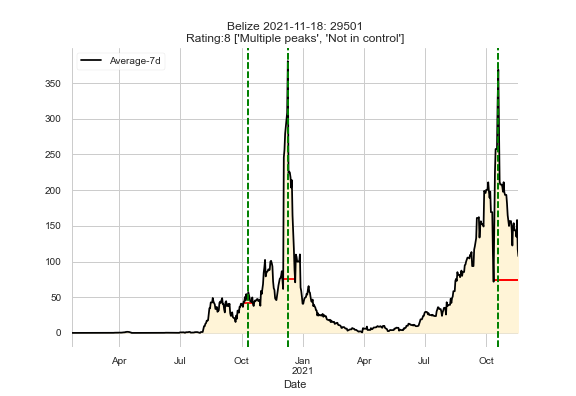 Belize 2021-11-18: 29501
Rating:8 ['Multiple peaks', 'Not in control']
Average-7d
350
300
250
200
150
100
50
0
Apr
Jul
Oct
Jan
2021
Apr
Jul
Oct
Date